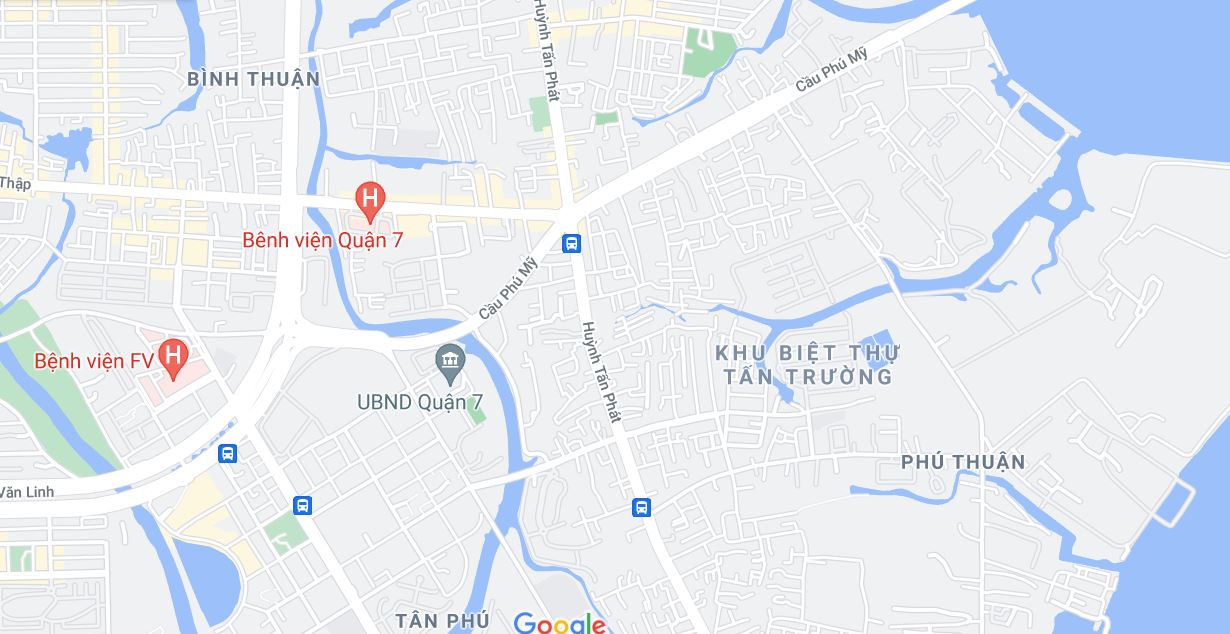 Huỳnh Tấn Phát
BÌNH THUẬN
Cầu Phú Mỹ
Thập
Bênh viện Quận 7
H
Cầu Phú Mỹ
Bệnh viện FV
H
Huỳnh Tấn Phát
KHU BIỆT THỰ
TẤN TRƯỜNG
UBND Quận 7
PHÚ THUẬN
Văn Linh
TÂN PHÚ
Google